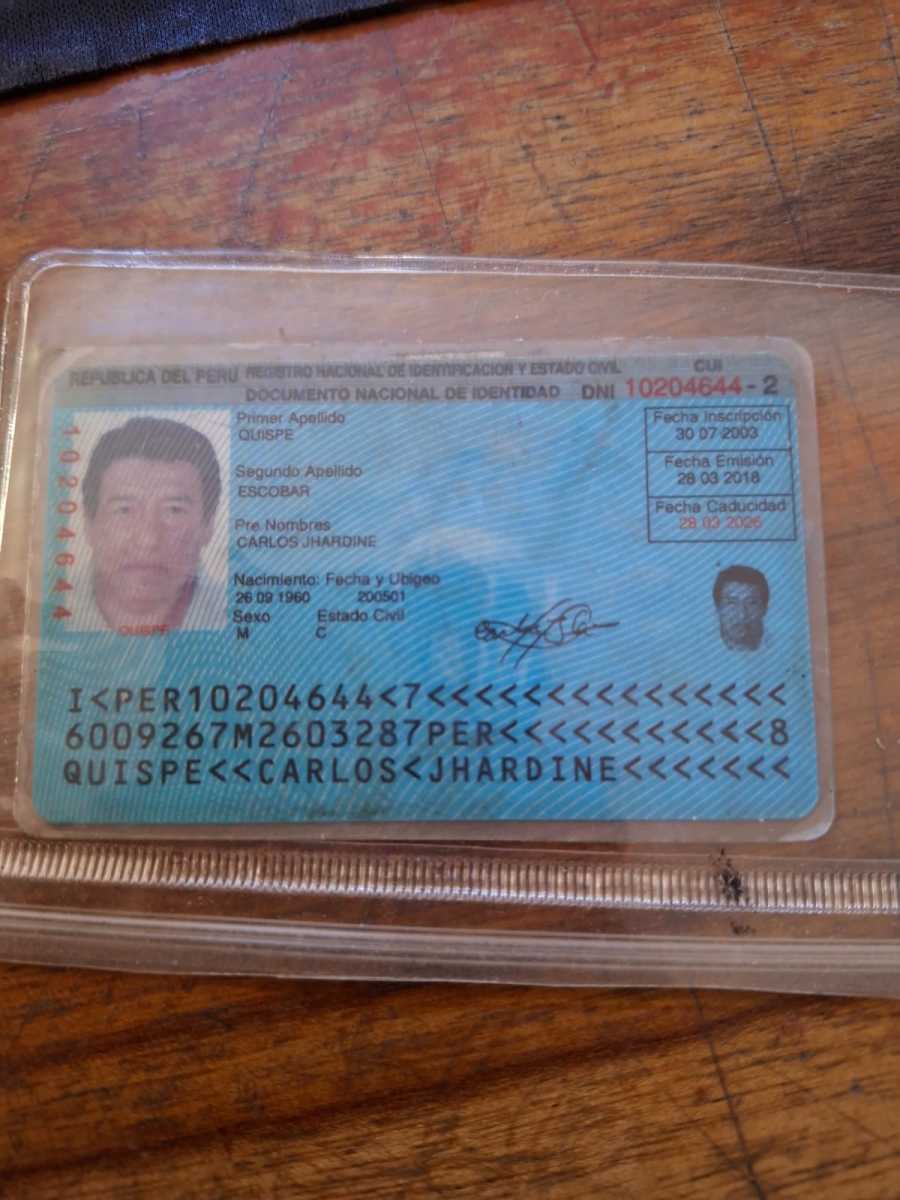 REPUBLICA DEL PERU REGISTRO NACIONAL DE IDENTIFICACION Y ESTADO CIVIL CUI
DOCUMENTO NACIONAL DE IDENTIDAD DNI 10204644 - 2
10204644
Primer Apellido
QUISPE
Segundo Apellido
ESCOBAR
Pre Nombres
CARLOS JHARDINE
Nacimiento: Fecha y Ubigeo
26 09 1960 200501
Sexo Estado Civil
M C
Fecha Inscripción
30 07 2003
Fecha Emisión
28 03 2018
Fecha Caducidad
28 03 2026
QUISPE
I<PER10204644<7<<<<<<<<<<<<<<<
6009267M2603287PER<<<<<<<<<<<8
QUISPE<<CARLOS<JHARDINE<<<<<<<